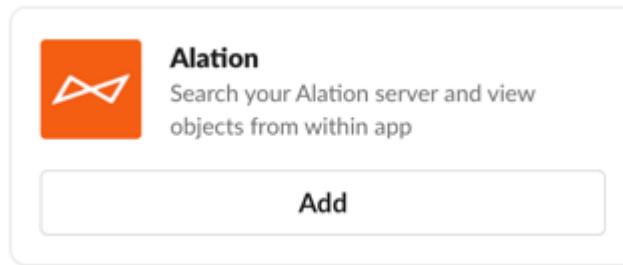 Alation
Search your Alation server and view
objects from within app
Add